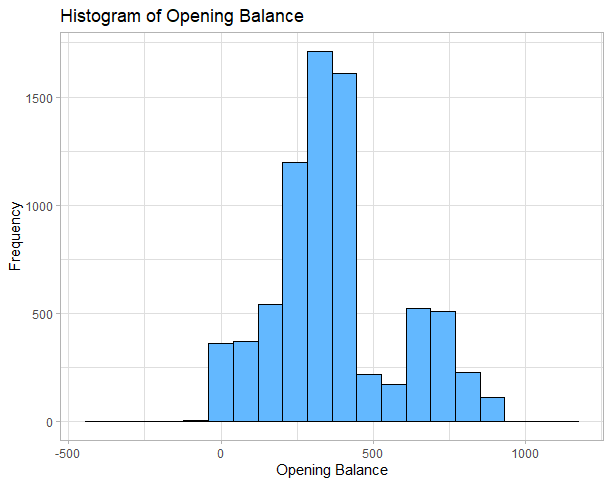 Histogram of Opening Balance
1500
1000
500
0
Frequency
-500 0 500 1000
Opening Balance